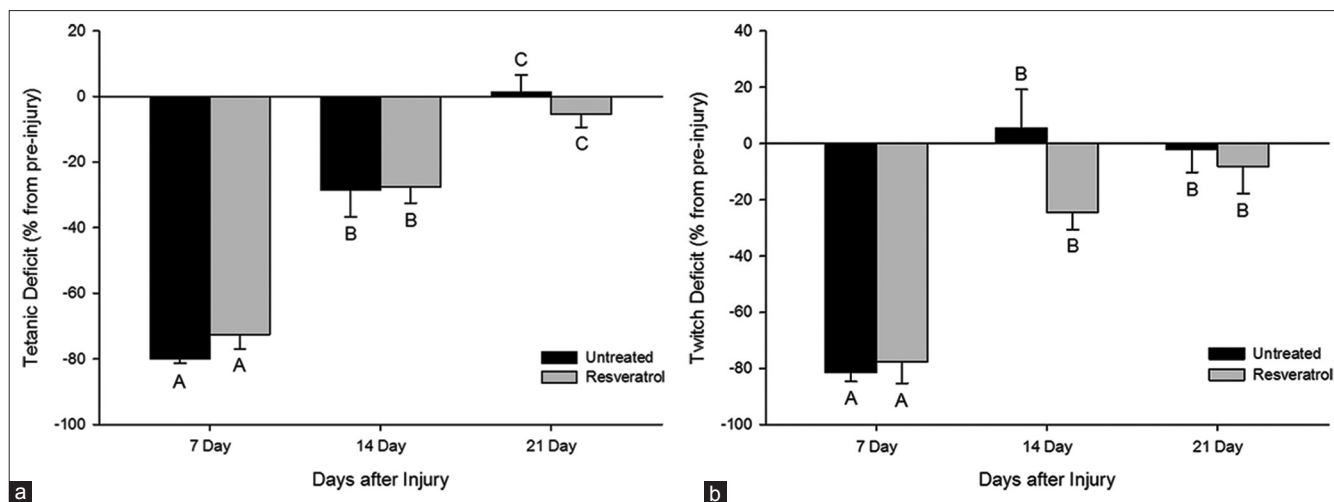 Tetanic Deficit (% from pre-injury)
20
0
-20
-40
-60
-80
-100
A
A
B
B
C
C
Untreated
Resveratrol
7 Day
14 Day
21 Day
Days after Injury
a
Twitch Deficit (% from pre-injury)
40
20
0
-20
-40
-60
-80
-100
A
A
B
B
B
B
Untreated
Resveratrol
7 Day
14 Day
21 Day
Days after Injury
b